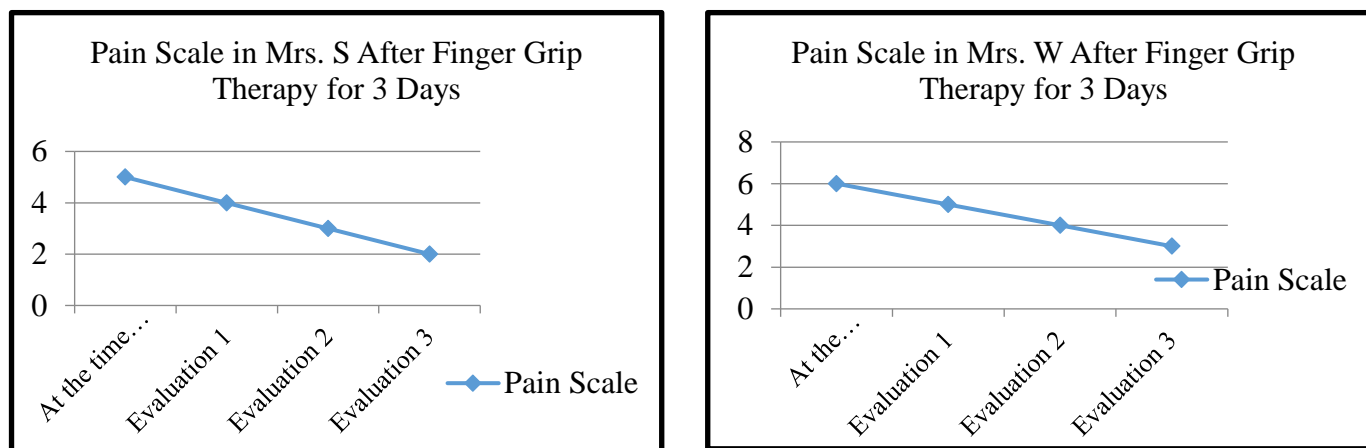 Pain Scale in Mrs. S After Finger Grip
Therapy for 3 Days
6
4
2
0
At the time…
Evaluation 1
Evaluation 2
Evaluation 3
Pain Scale
Pain Scale in Mrs. W After Finger Grip
Therapy for 3 Days
8
6
4
2
0
At the…
Evaluation 1
Evaluation 2
Evaluation 3
Pain Scale